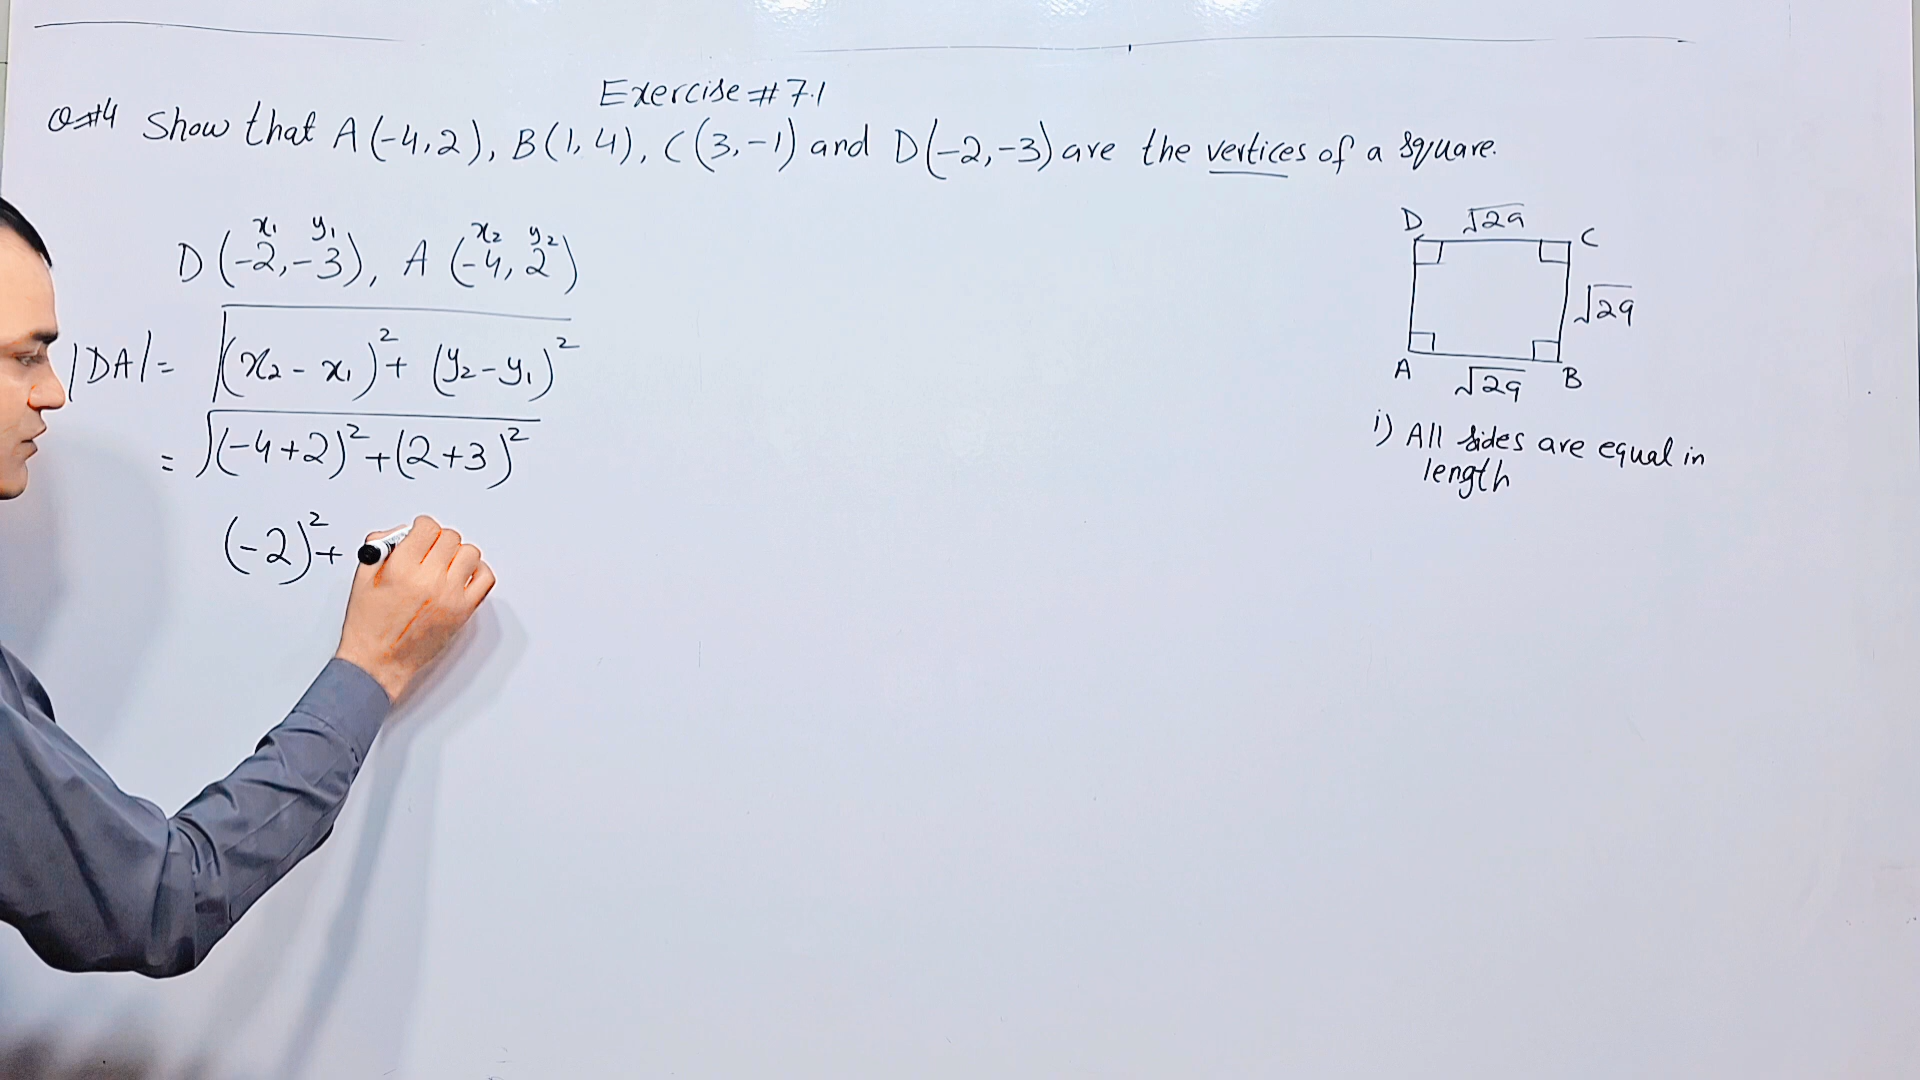 Exercise # 7.1
Q#4 Show that A(-4,2), B(1,4), C(3,-1) and D(-2,-3) are the vertices of a square.
x₁ y₁ x₂ y₂
D(-2,-3), A(-4,2)
|DA| = √(x₂ - x₁)² + (y₂ - y₁)²
= √(-4+2)² + (2+3)²
(-2)² +
D √29 C
√29
A √29 B
i) All sides are equal in
length